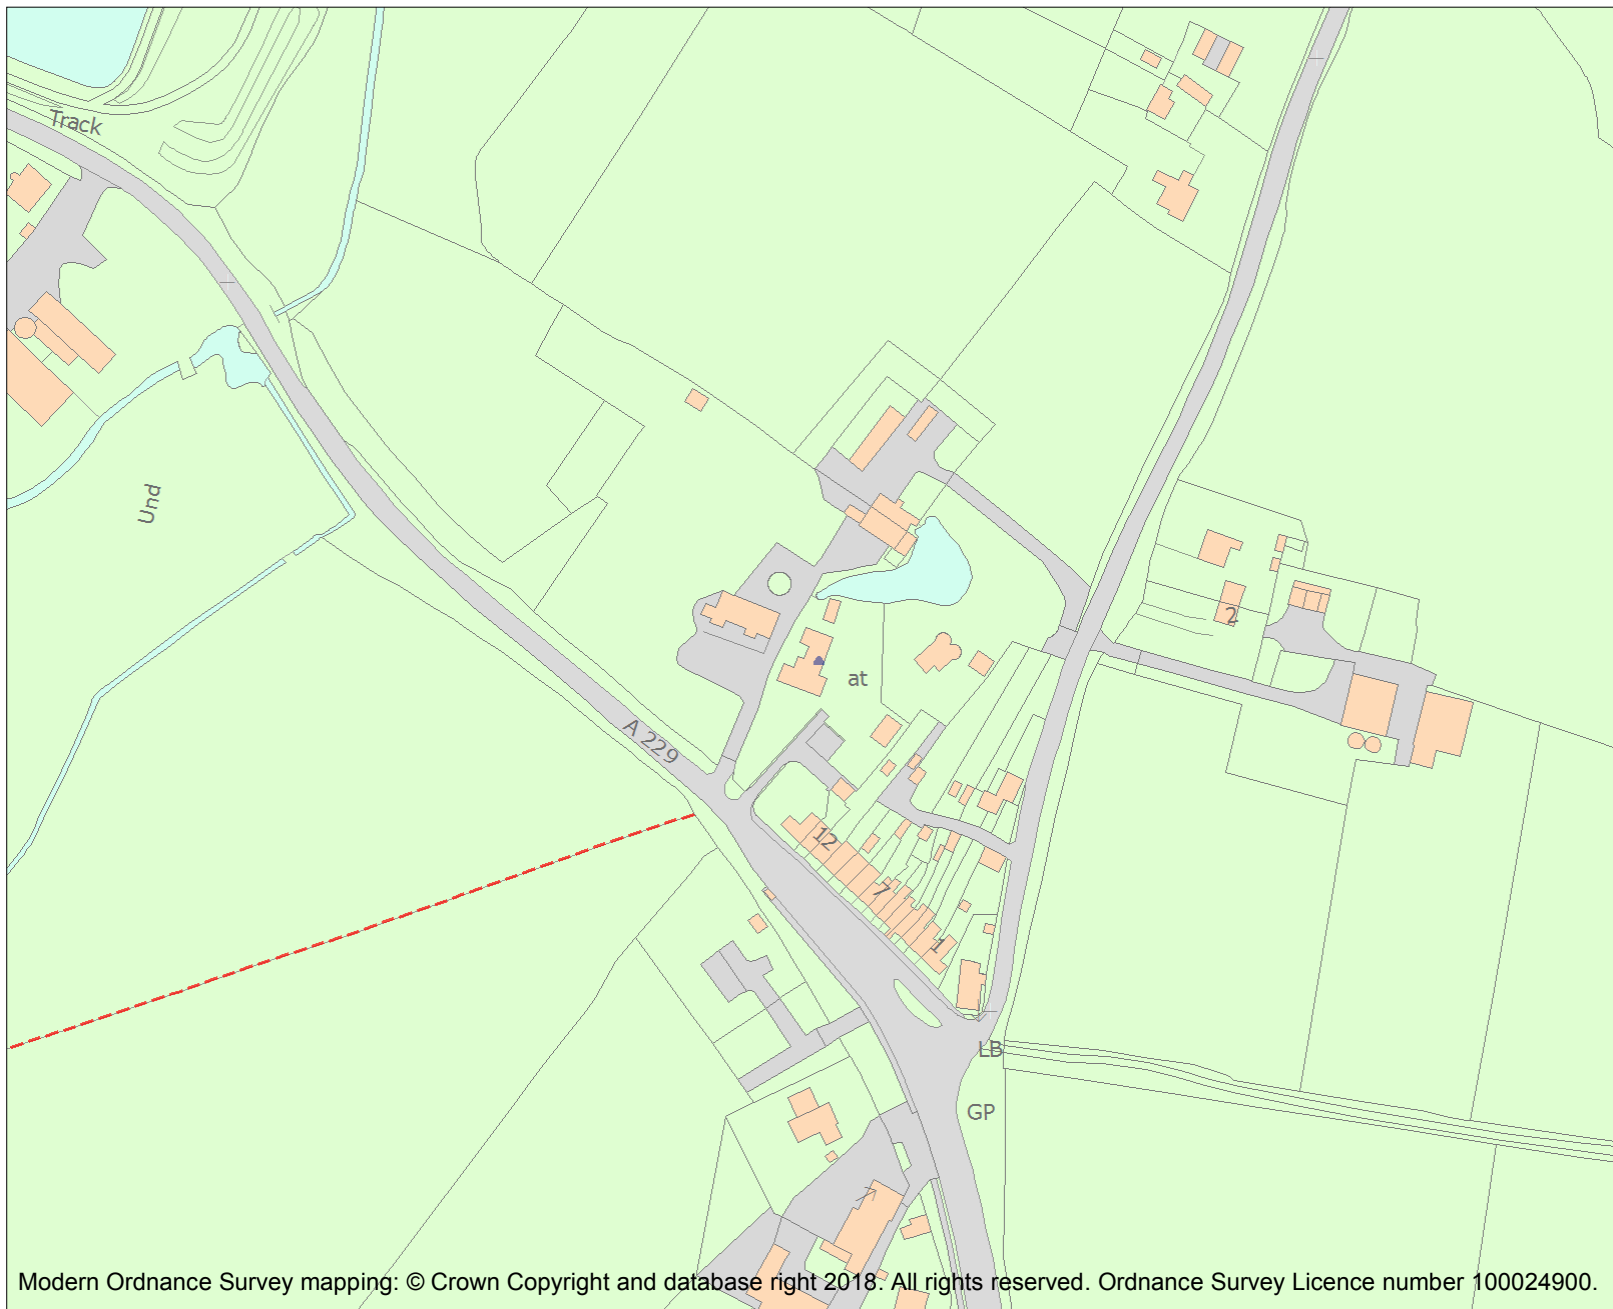 Track
Und
2
at
A 229
12
7
1
LB
GP
Modern Ordnance Survey mapping: © Crown Copyright and database right 2018. All rights reserved. Ordnance Survey Licence number 100024900.